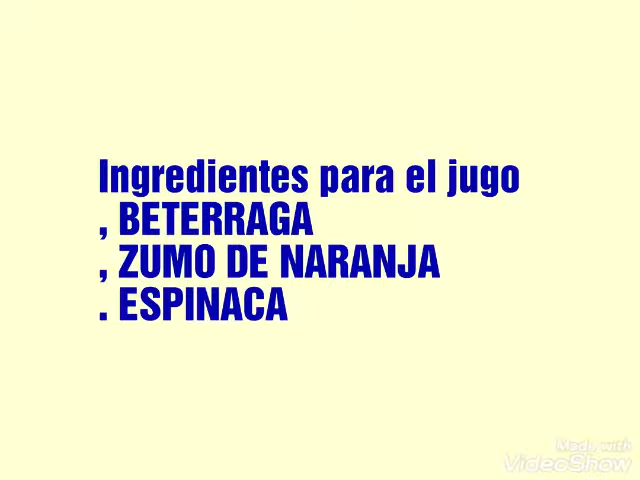 Ingredientes para el jugo
, BETERRAGA
, ZUMO DE NARANJA
. ESPINACA
Made with
VideoShow